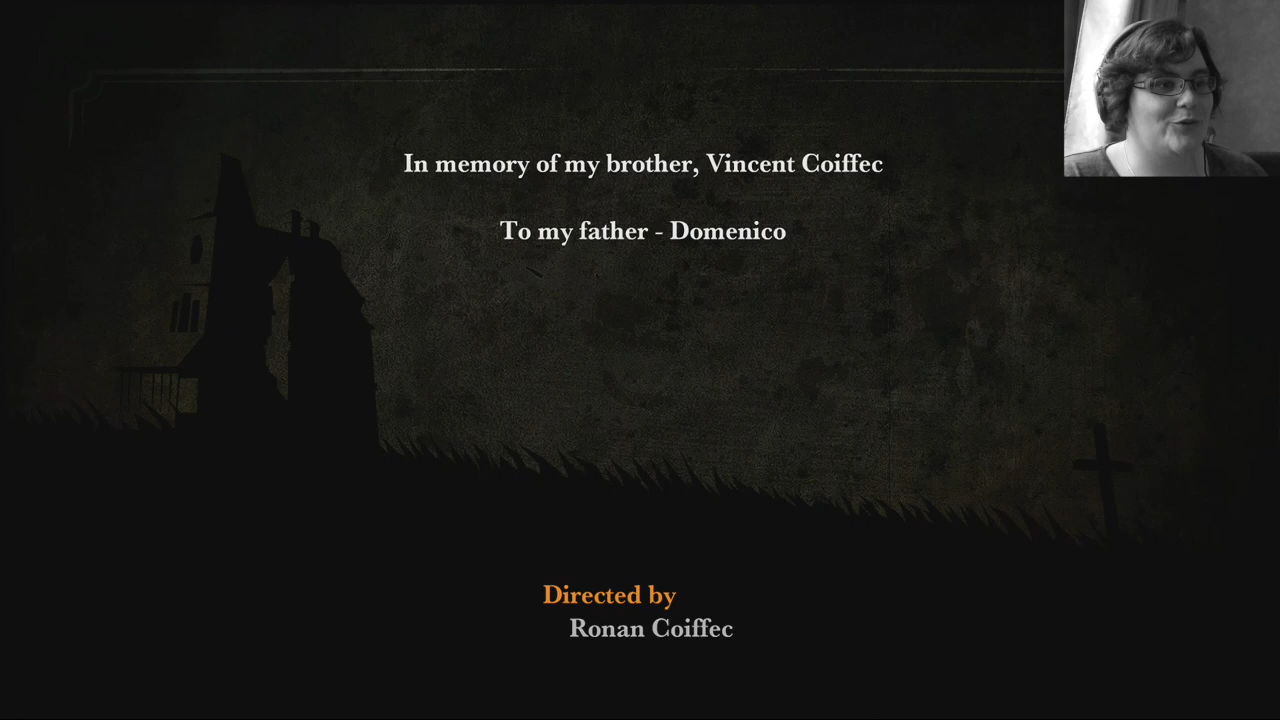 In memory of my brother, Vincent Coiffec
To my father - Domenico
Directed by
Ronan Coiffec